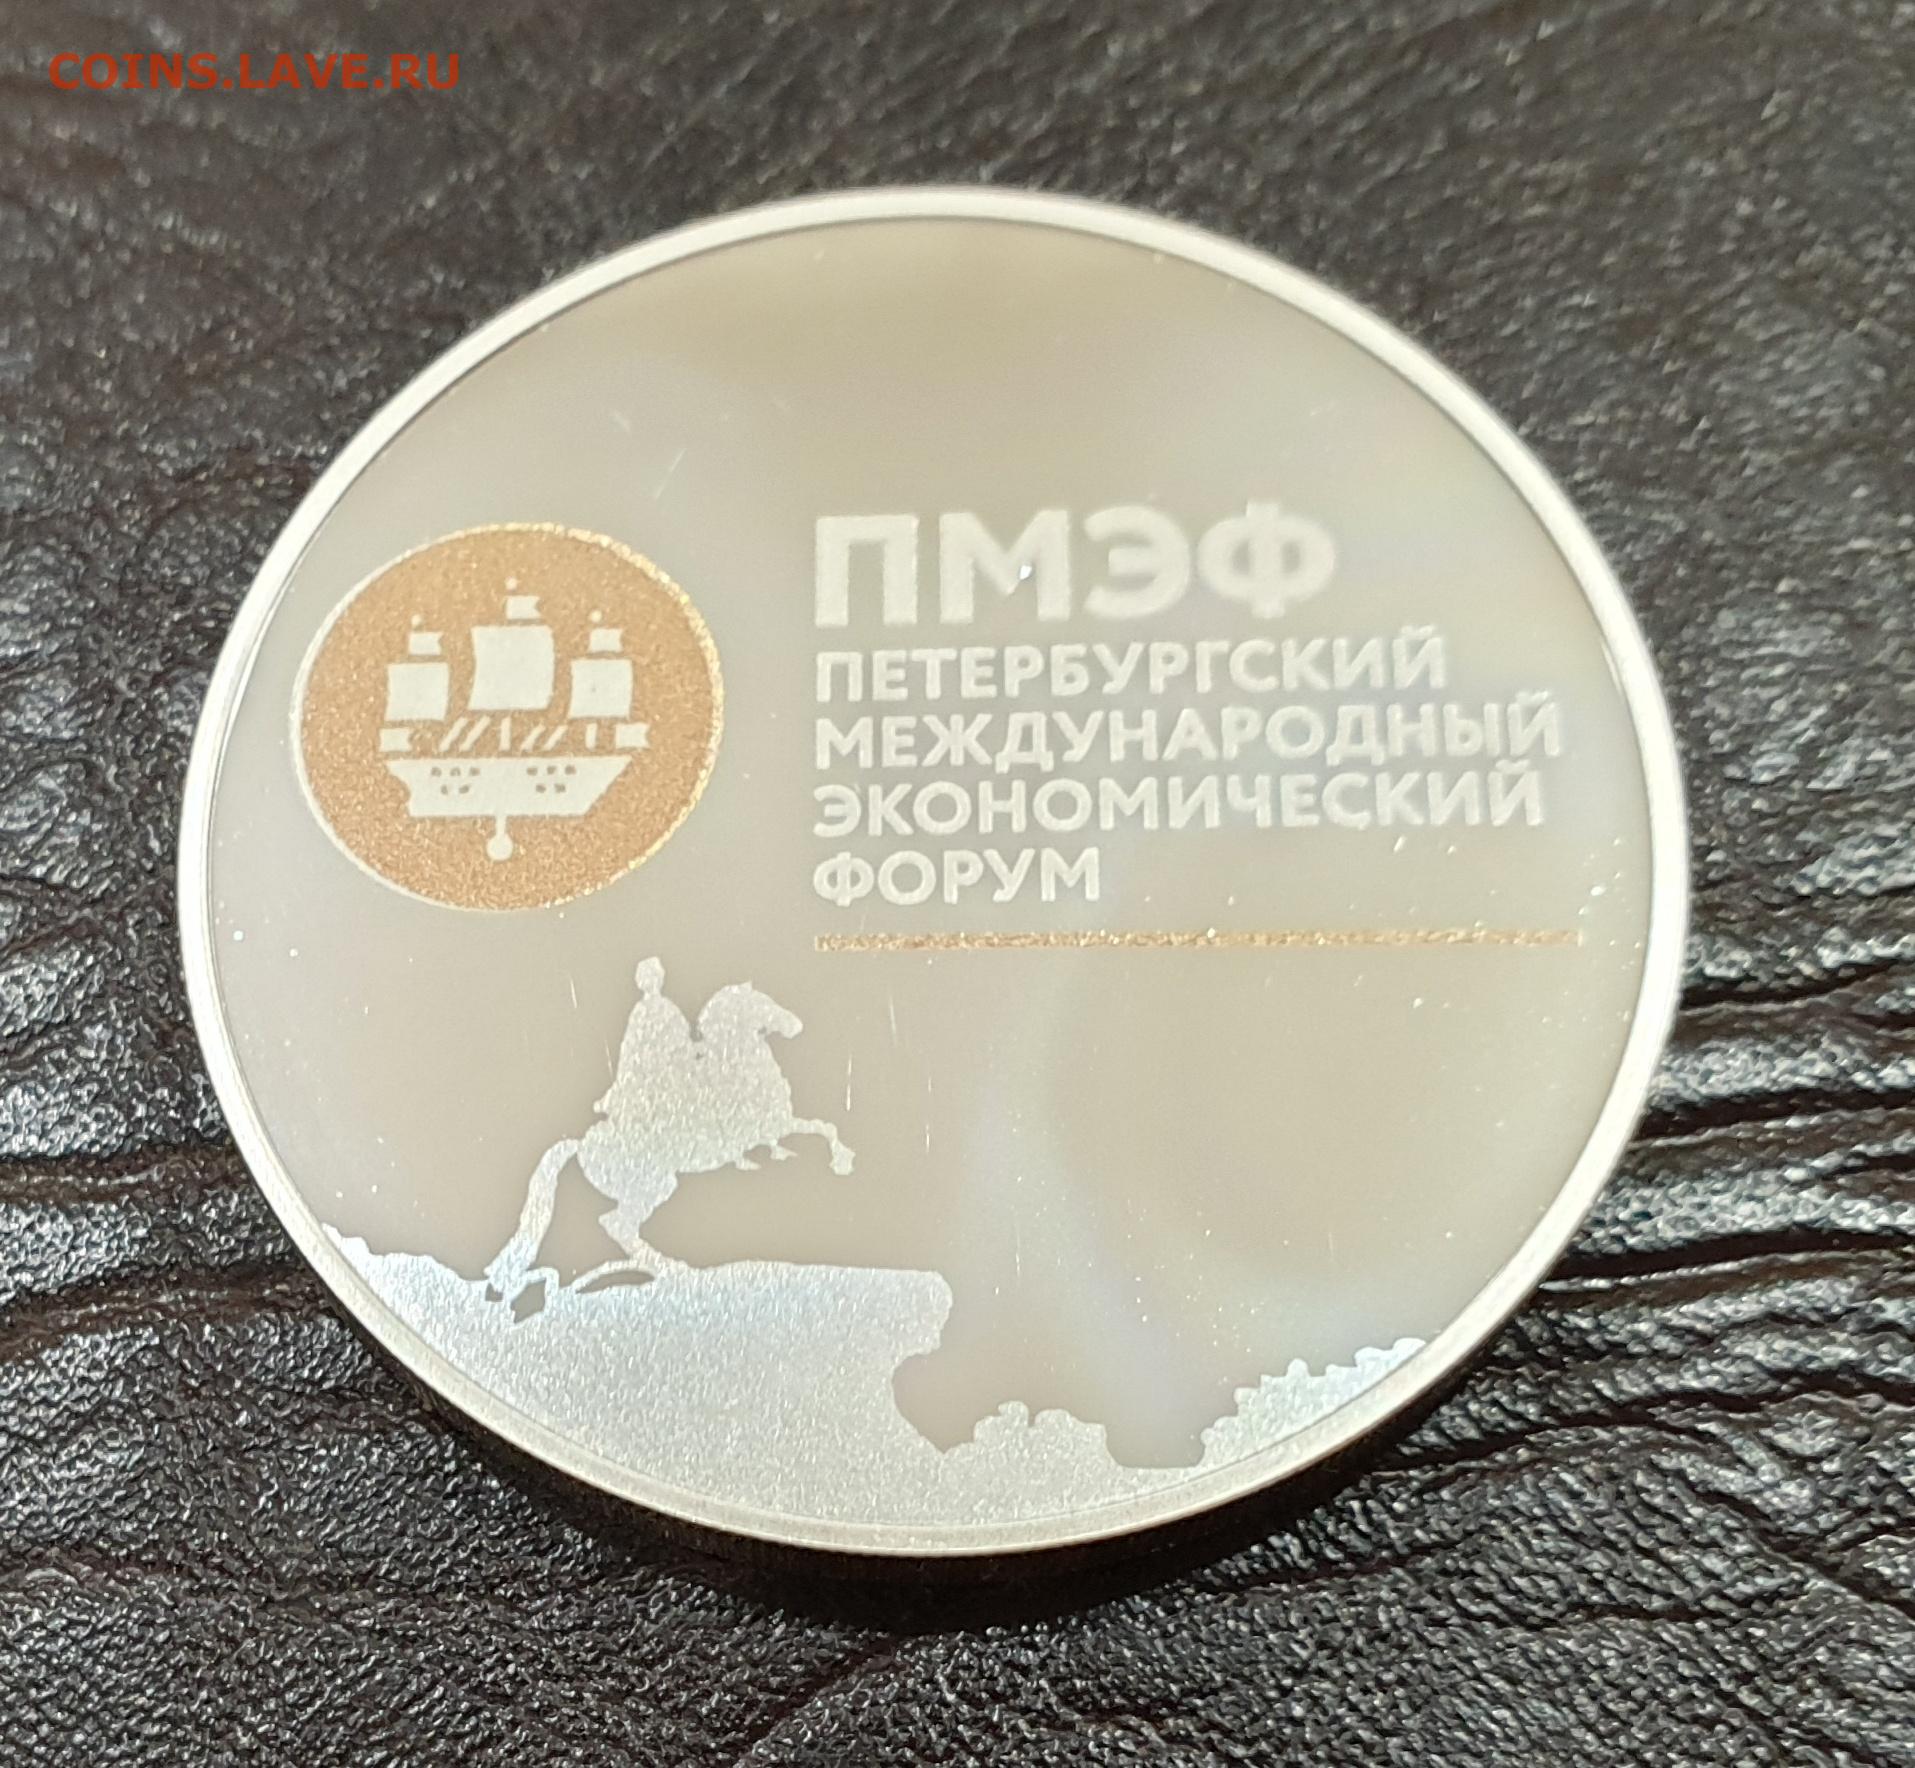 COINS.LAVE.RU
ПМЭФ
ПЕТЕРБУРГСКИЙ
МЕЖДУНАРОДНЫЙ
ЭКОНОМИЧЕСКИЙ
ФОРУМ